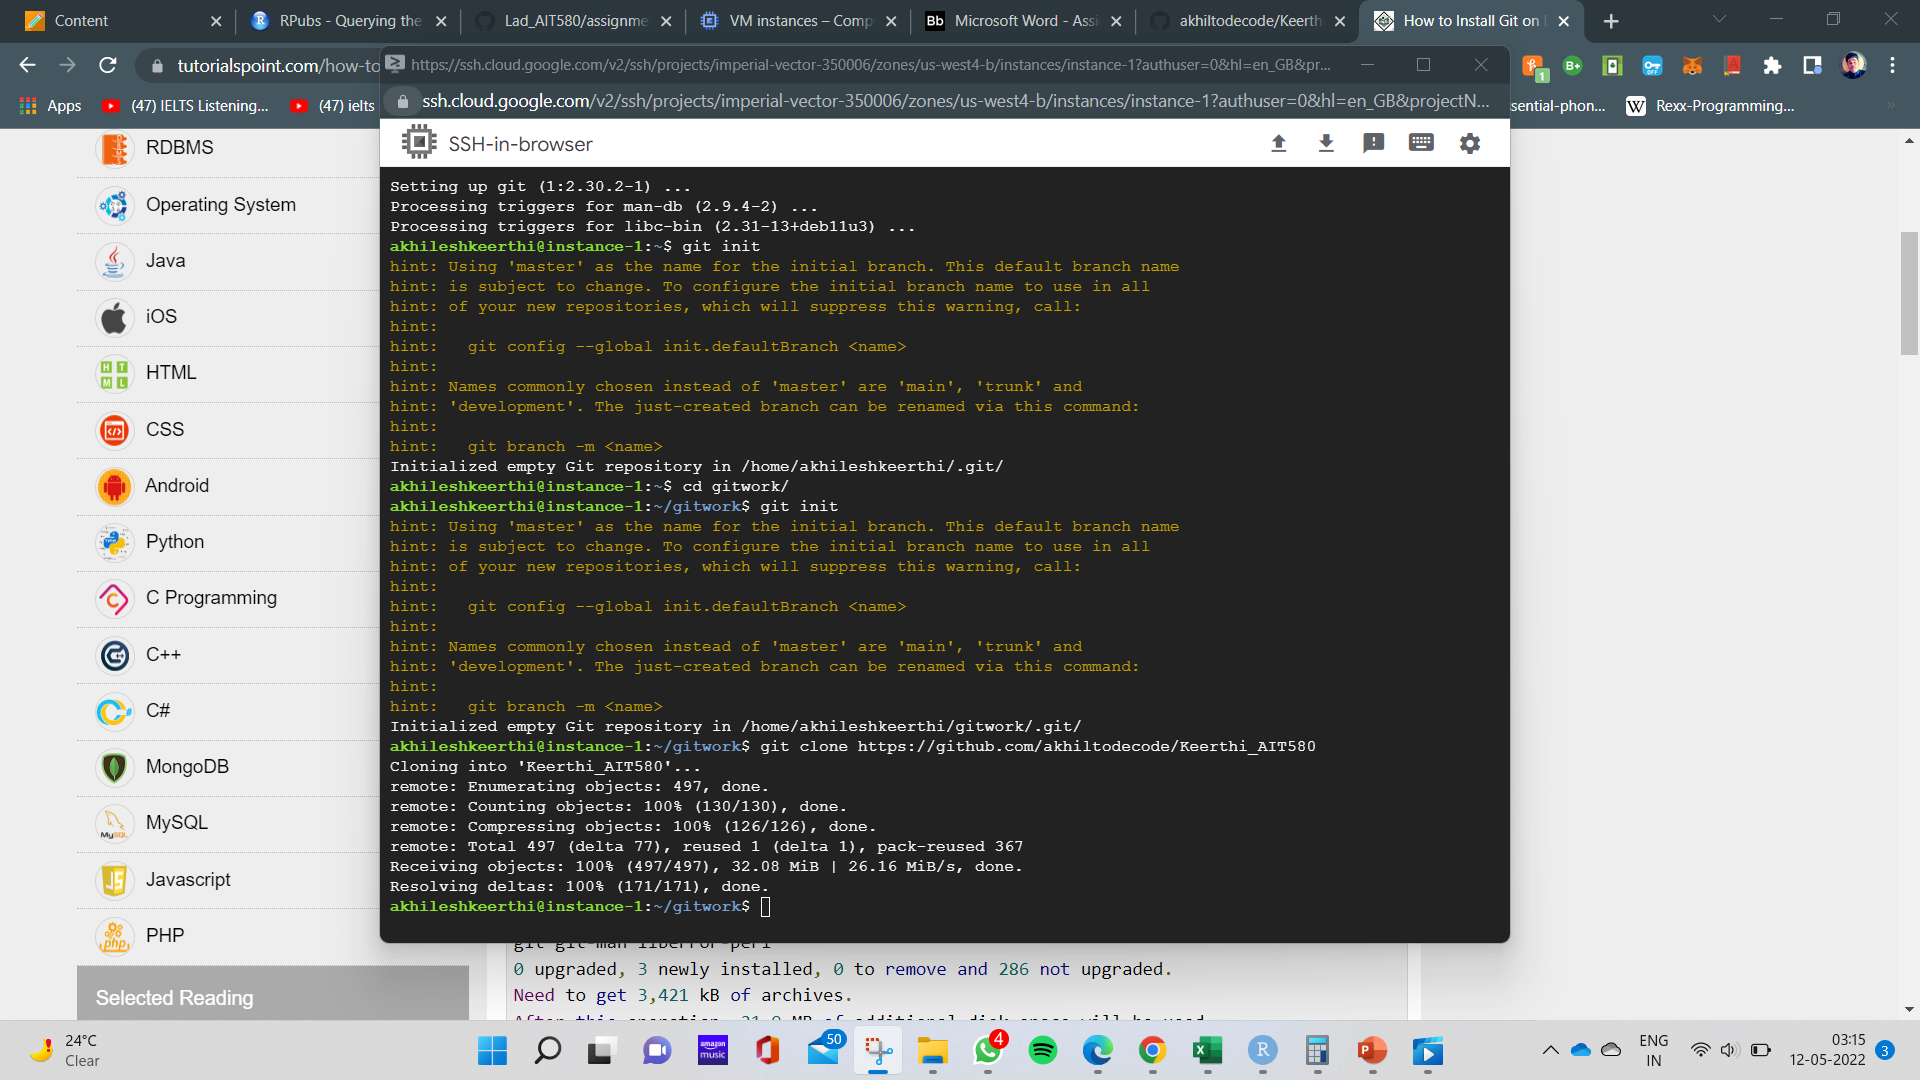 Content
RPubs - Querying the
Lad_AIT580/assignme
VM instances – Comp
Bb Microsoft Word - Assi
akhiltodecode/Keerth
How to Install Git on
tutorialspoint.com/how-to
https://ssh.cloud.google.com/v2/ssh/projects/imperial-vector-350006/zones/us-west4-b/instances/instance-1?authuser=0&hl=en_GB&pr...
Apps
(47) IELTS Listening...
(47) ielts
ssh.cloud.google.com/v2/ssh/projects/imperial-vector-350006/zones/us-west4-b/instances/instance-1?authuser=0&hl=en_GB&projectN...
sential-phon...
W Rexx-Programming...
SSH-in-browser
RDBMS
Operating System
Java
iOS
HTML
CSS
Android
Python
C Programming
C++
C#
MongoDB
MySQL
Javascript
PHP
Selected Reading
Setting up git (1:2.30.2-1) ...
Processing triggers for man-db (2.9.4-2) ...
Processing triggers for libc-bin (2.31-13+deb11u3) ...
akhileshkeerthi@instance-1:~$ git init
hint: Using 'master' as the name for the initial branch. This default branch name
hint: is subject to change. To configure the initial branch name to use in all
hint: of your new repositories, which will suppress this warning, call:
hint:
hint:   git config --global init.defaultBranch <name>
hint:
hint: Names commonly chosen instead of 'master' are 'main', 'trunk' and
hint: 'development'. The just-created branch can be renamed via this command:
hint:
hint:   git branch -m <name>
Initialized empty Git repository in /home/akhileshkeerthi/.git/
akhileshkeerthi@instance-1:~$ cd gitwork/
akhileshkeerthi@instance-1:~/gitwork$ git init
hint: Using 'master' as the name for the initial branch. This default branch name
hint: is subject to change. To configure the initial branch name to use in all
hint: of your new repositories, which will suppress this warning, call:
hint:
hint:   git config --global init.defaultBranch <name>
hint:
hint: Names commonly chosen instead of 'master' are 'main', 'trunk' and
hint: 'development'. The just-created branch can be renamed via this command:
hint:
hint:   git branch -m <name>
Initialized empty Git repository in /home/akhileshkeerthi/gitwork/.git/
akhileshkeerthi@instance-1:~/gitwork$ git clone https://github.com/akhiltodecode/Keerthi_AIT580
Cloning into 'Keerthi_AIT580'...
remote: Enumerating objects: 497, done.
remote: Counting objects: 100% (130/130), done.
remote: Compressing objects: 100% (126/126), done.
remote: Total 497 (delta 77), reused 1 (delta 1), pack-reused 367
Receiving objects: 100% (497/497), 32.08 MiB | 26.16 MiB/s, done.
Resolving deltas: 100% (171/171), done.
akhileshkeerthi@instance-1:~/gitwork$
git git-man liberror-perl
0 upgraded, 3 newly installed, 0 to remove and 286 not upgraded.
Need to get 3,421 kB of archives.
24°C
Clear
amazon music
50
4
ENG
IN
03:15
12-05-2022
3